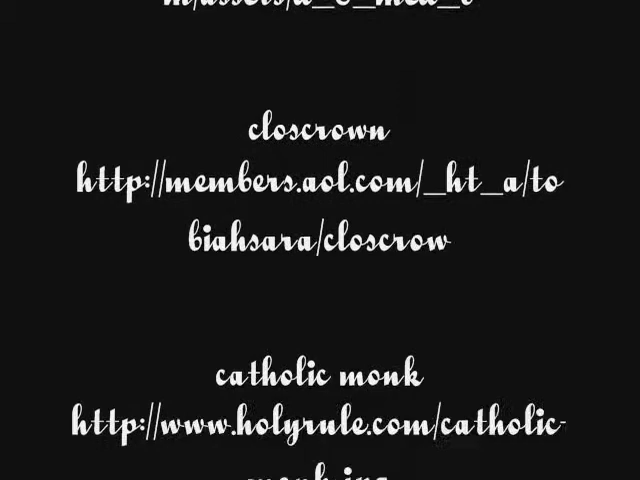 closcrown
http://members.aol.com/_ht_a/to
biahsara/closcrow
catholic monk
http://www.holyrule.com/catholic-